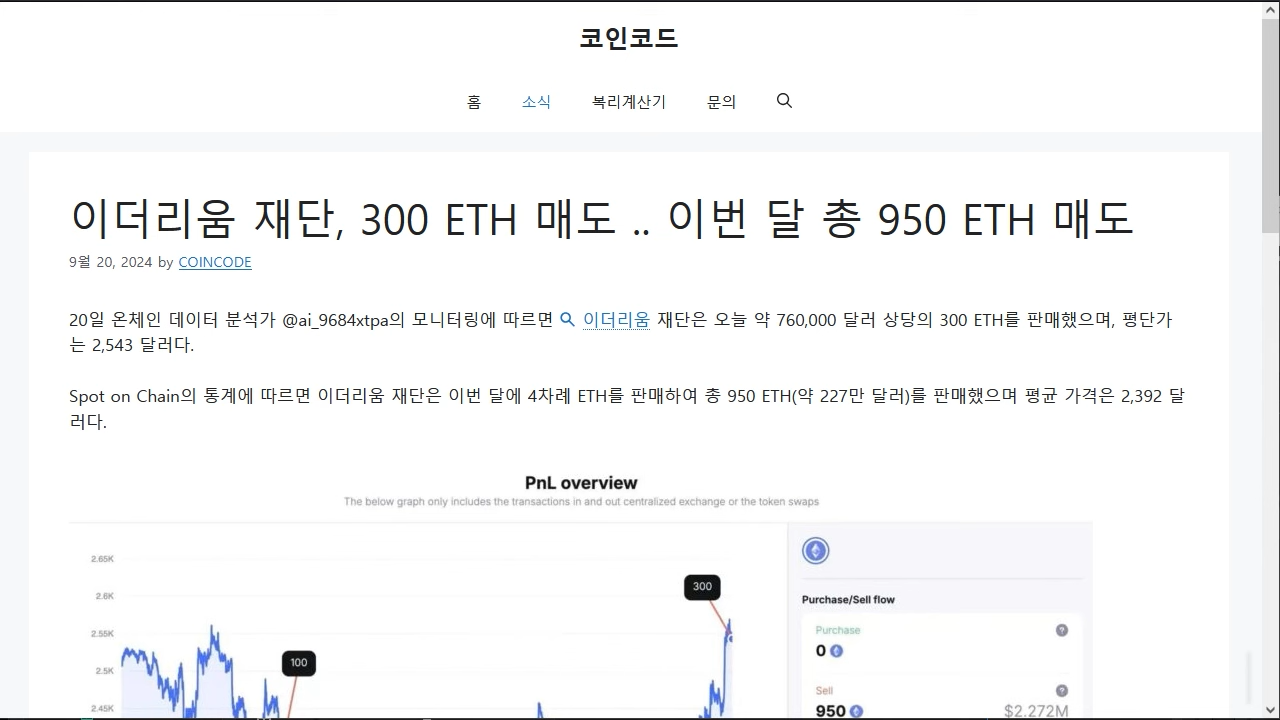 코인코드
홈 소식 복리계산기 문의
이더리움 재단, 300 ETH 매도 .. 이번 달 총 950 ETH 매도
9월 20, 2024 by COINCODE
20일 온체인 데이터 분석가 @ai_9684xtpa의 모니터링에 따르면 이더리움 재단은 오늘 약 760,000 달러 상당의 300 ETH를 판매했으며, 평단가
는 2,543 달러다.
Spot on Chain의 통계에 따르면 이더리움 재단은 이번 달에 4차례 ETH를 판매하여 총 950 ETH(약 227만 달러)를 판매했으며 평균 가격은 2,392 달
러다.
PnL overview
The below graph only includes the transactions in and out centralized exchange or the token swaps
2.65K
2.6K
2.55K
2.5K
2.45K
100
300
Purchase/Sell flow
Purchase ?
0
Sell ?
950 $2.272M